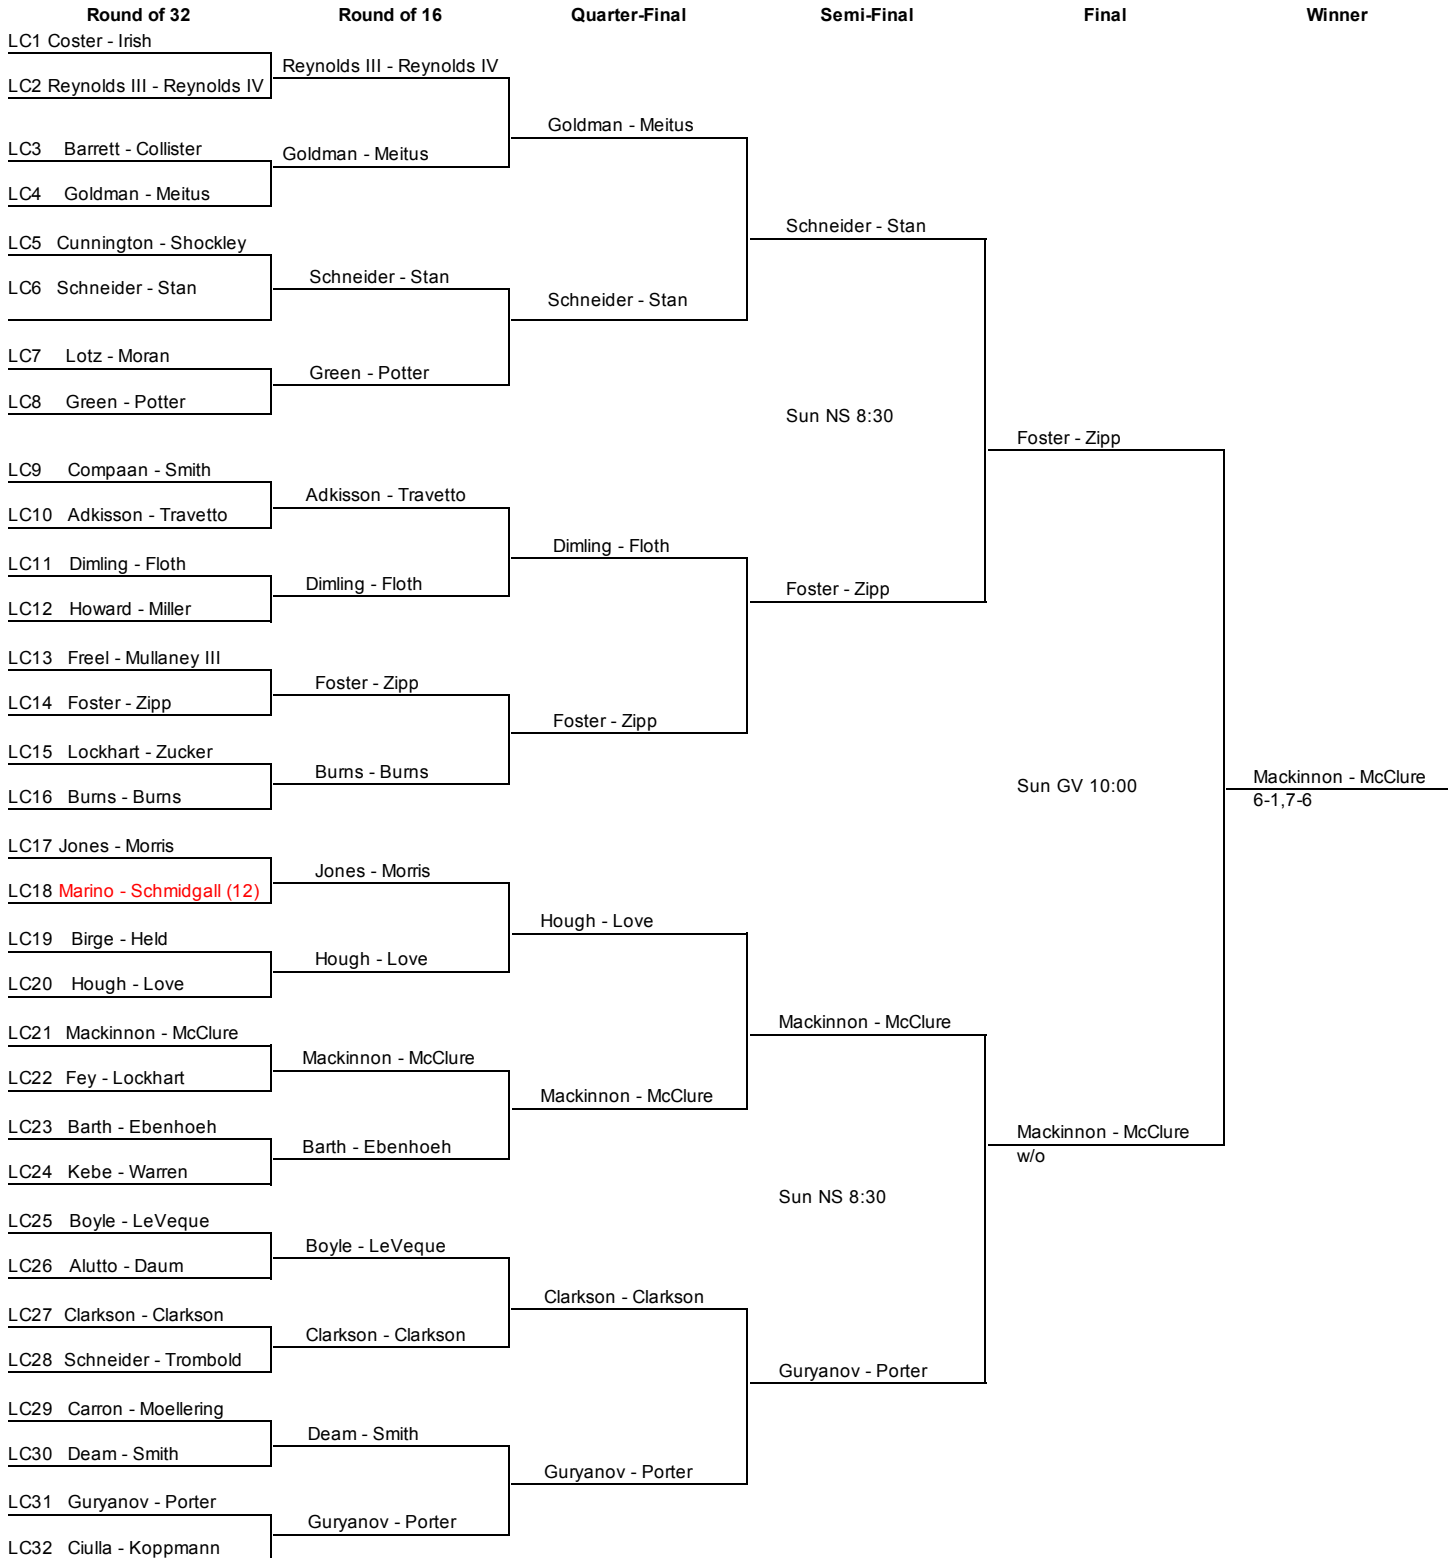 Round of 32 Round of 16 Quarter-Final Semi-Final Final Winner
LC1 Coster - Irish
Reynolds III - Reynolds IV
LC2 Reynolds III - Reynolds IV
Goldman - Meitus
LC3 Barrett - Collister
Goldman - Meitus
LC4 Goldman - Meitus
Schneider - Stan
LC5 Cunnington - Shockley
Schneider - Stan
LC6 Schneider - Stan
Schneider - Stan
LC7 Lotz - Moran
Green - Potter
LC8 Green - Potter
Sun NS 8:30
Foster - Zipp
LC9 Compaan - Smith
Adkisson - Travetto
LC10 Adkisson - Travetto
Dimling - Floth
LC11 Dimling - Floth
Dimling - Floth
Foster - Zipp
LC12 Howard - Miller
LC13 Freel - Mullaney III
Foster - Zipp
LC14 Foster - Zipp
Foster - Zipp
LC15 Lockhart - Zucker
Burns - Burns
Mackinnon - McClure
Sun GV 10:00
LC16 Burns - Burns
6-1,7-6
LC17 Jones - Morris
Jones - Morris
LC18 Marino - Schmidgall (12)
Hough - Love
LC19 Birge - Held
Hough - Love
LC20 Hough - Love
Mackinnon - McClure
LC21 Mackinnon - McClure
Mackinnon - McClure
LC22 Fey - Lockhart
Mackinnon - McClure
LC23 Barth - Ebenhoeh
Mackinnon - McClure
Barth - Ebenhoeh
w/o
LC24 Kebe - Warren
Sun NS 8:30
LC25 Boyle - LeVeque
Boyle - LeVeque
LC26 Alutto - Daum
Clarkson - Clarkson
LC27 Clarkson - Clarkson
Clarkson - Clarkson
LC28 Schneider - Trombold
Guryanov - Porter
LC29 Carron - Moellering
Deam - Smith
LC30 Deam - Smith
Guryanov - Porter
LC31 Guryanov - Porter
Guryanov - Porter
LC32 Ciulla - Koppmann